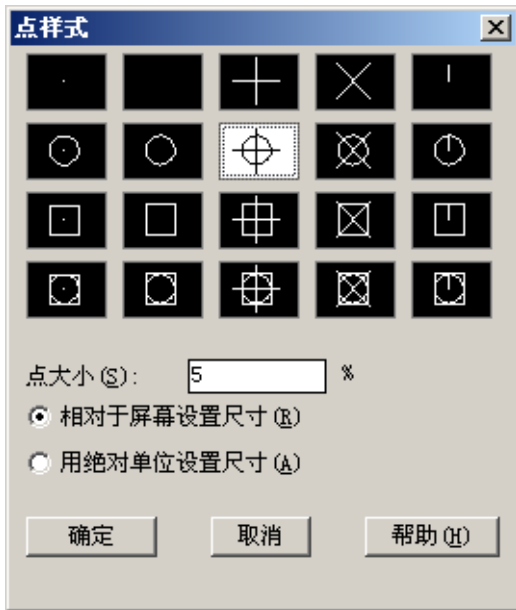 点样式
点大小(S): 5 %
相对于屏幕设置尺寸(R)
用绝对单位设置尺寸(A)
确定 取消 帮助(H)